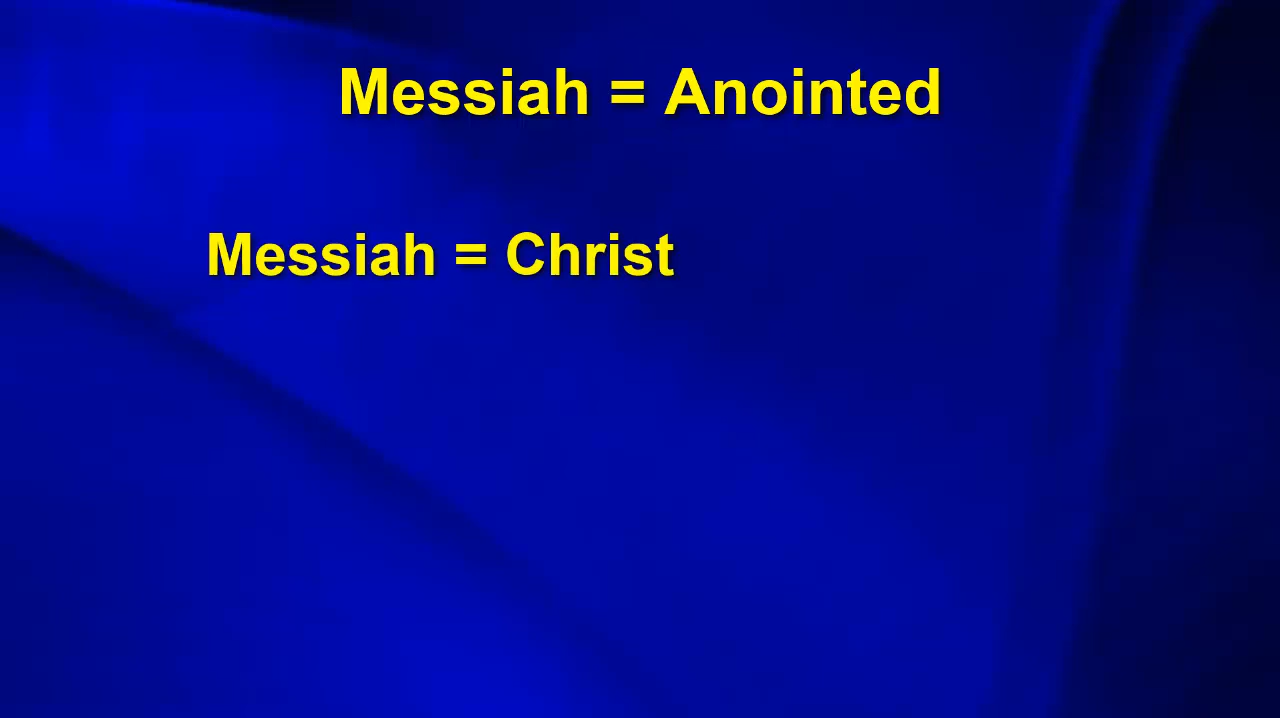 Messiah = Anointed
Messiah = Christ